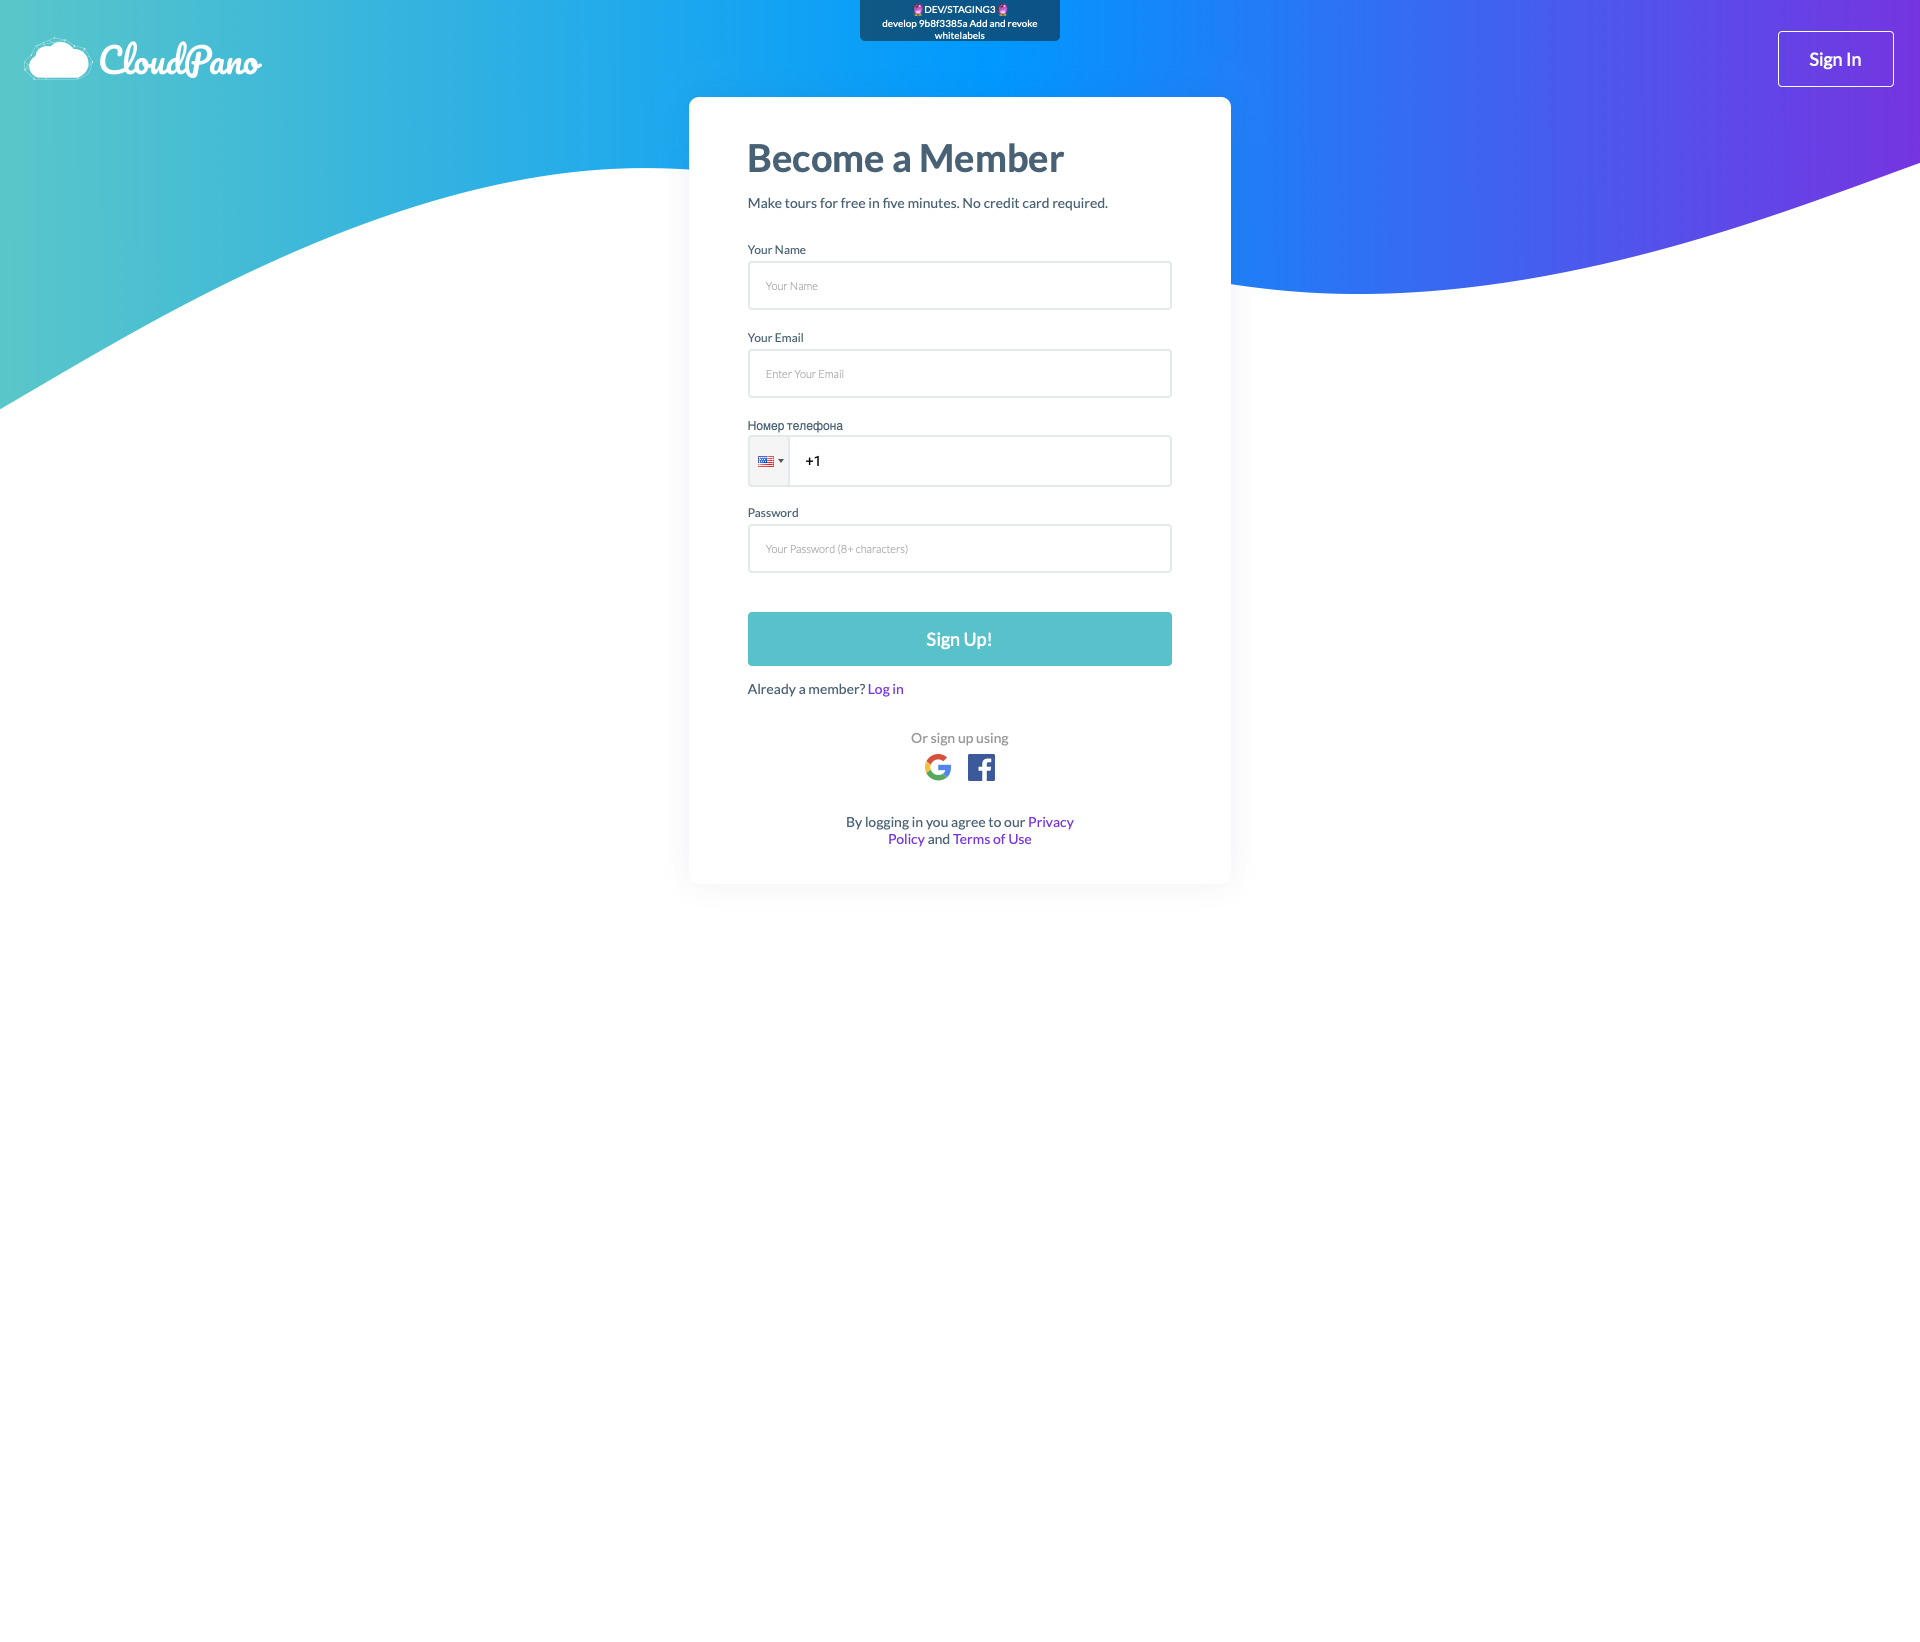 🔮DEV/STAGING3 🔮
develop 9b8f3385a Add and revoke
whitelabels
CloudPano
Sign In
Become a Member
Make tours for free in five minutes. No credit card required.
Your Name
Your Name
Your Email
Enter Your Email
Номер телефона
+1
Password
Your Password (8+ characters)
Sign Up!
Already a member? Log in
Or sign up using
By logging in you agree to our Privacy
Policy and Terms of Use